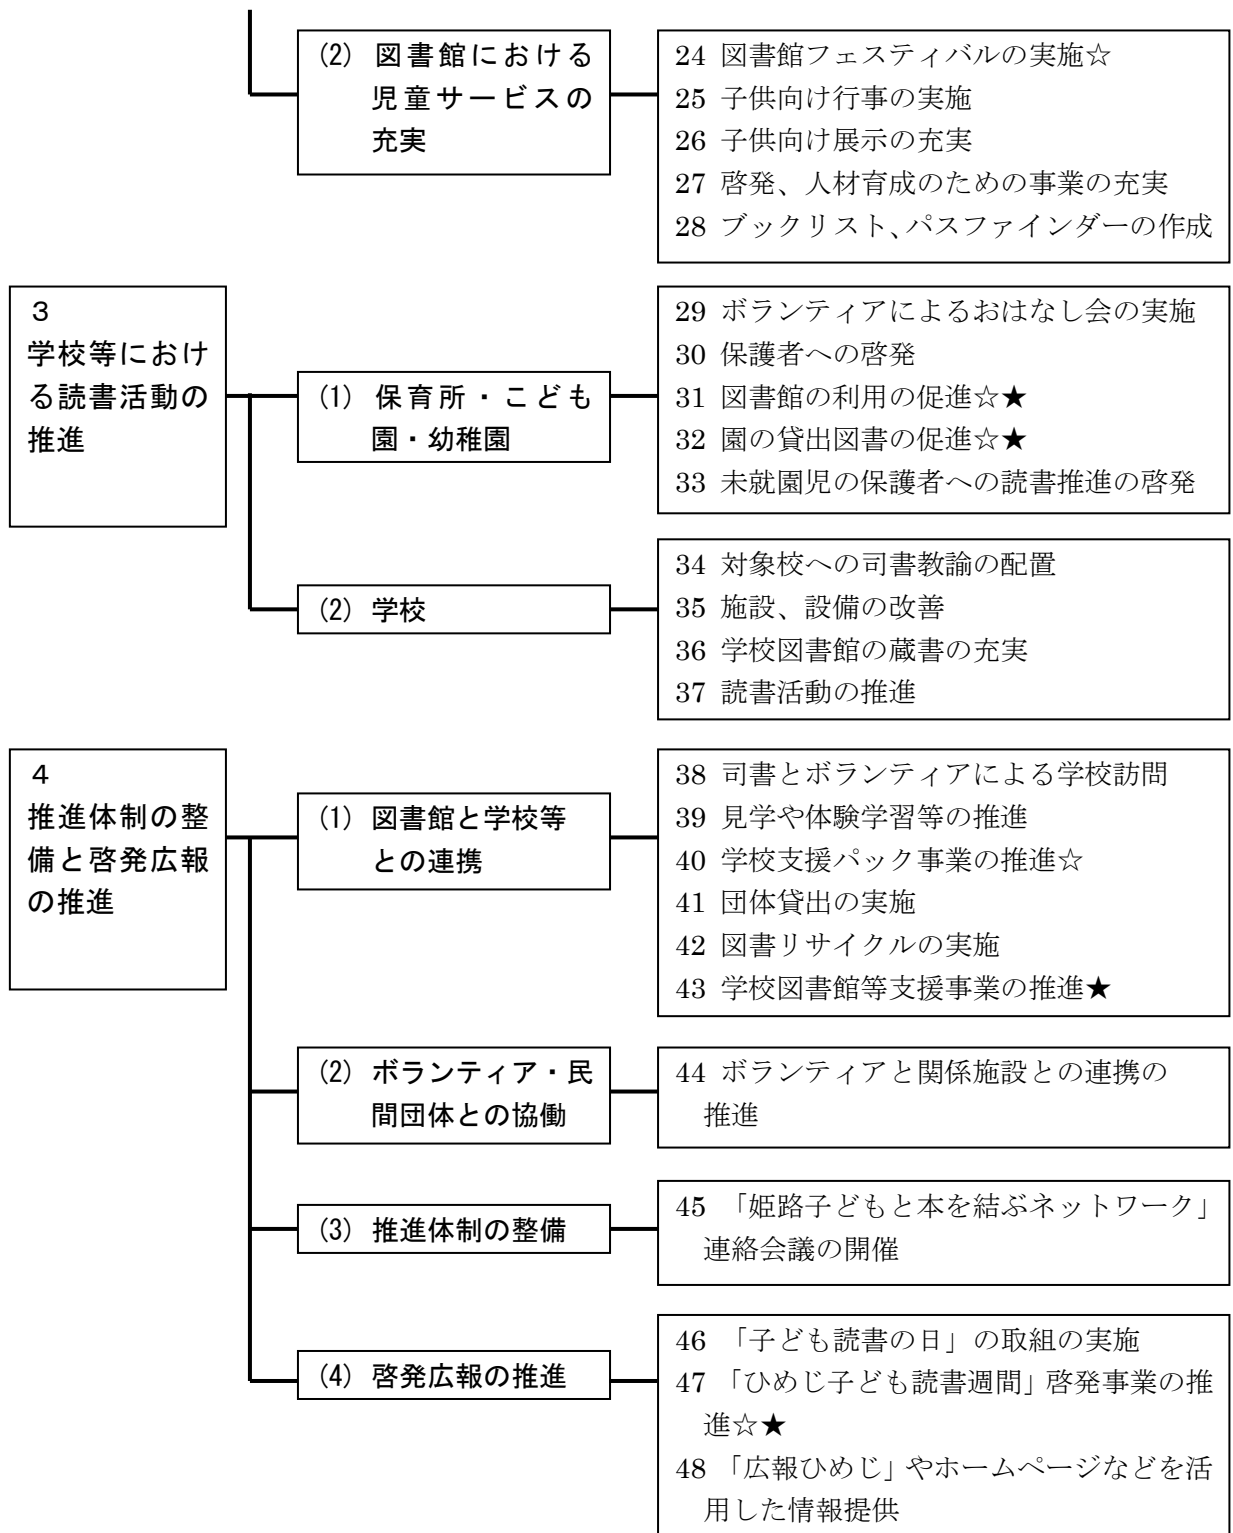 (2) 図書館における
児童サービスの
充実
24 図書館フェスティバルの実施☆
25 子供向け行事の実施
26 子供向け展示の充実
27 啓発、人材育成のための事業の充実
28 ブックリスト、パスファインダーの作成
３
学校等におけ
る読書活動の
推進
(1) 保育所・こども
園・幼稚園
29 ボランティアによるおはなし会の実施
30 保護者への啓発
31 図書館の利用の促進☆★
32 園の貸出図書の促進☆★
33 未就園児の保護者への読書推進の啓発
(2) 学校
34 対象校への司書教諭の配置
35 施設、設備の改善
36 学校図書館の蔵書の充実
37 読書活動の推進
４
推進体制の整
備と啓発広報
の推進
(1) 図書館と学校等
との連携
38 司書とボランティアによる学校訪問
39 見学や体験学習等の推進
40 学校支援パック事業の推進☆
41 団体貸出の実施
42 図書リサイクルの実施
43 学校図書館等支援事業の推進★
(2) ボランティア・民
間団体との協働
44 ボランティアと関係施設との連携の
推進
(3) 推進体制の整備
45 「姫路子どもと本を結ぶネットワーク」
連絡会議の開催
(4) 啓発広報の推進
46 「子ども読書の日」の取組の実施
47 「ひめじ子ども読書週間」啓発事業の推
進☆★
48 「広報ひめじ」やホームページなどを活
用した情報提供